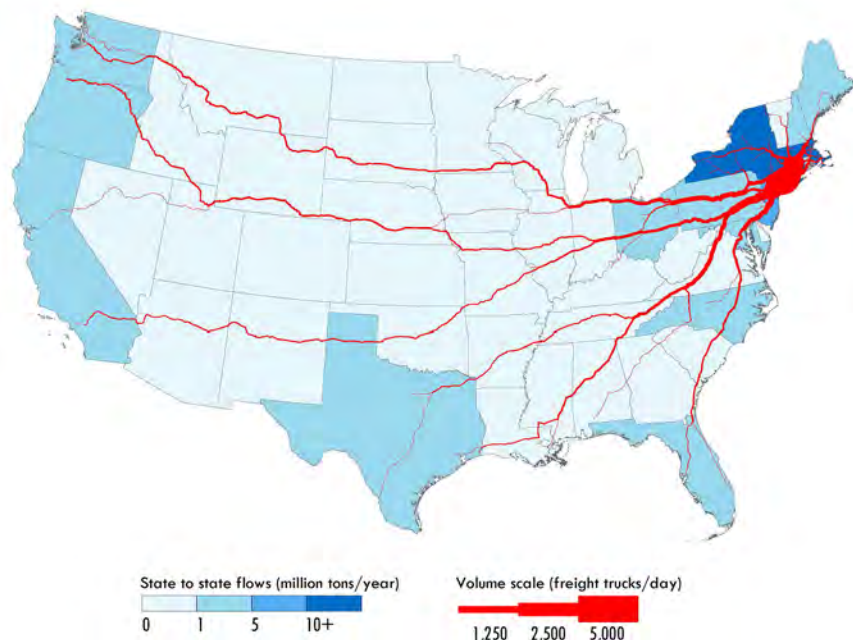 State to state flows (million tons/year)
0 1 5 10+
Volume scale (freight trucks/day)
1,250 2,500 5,000